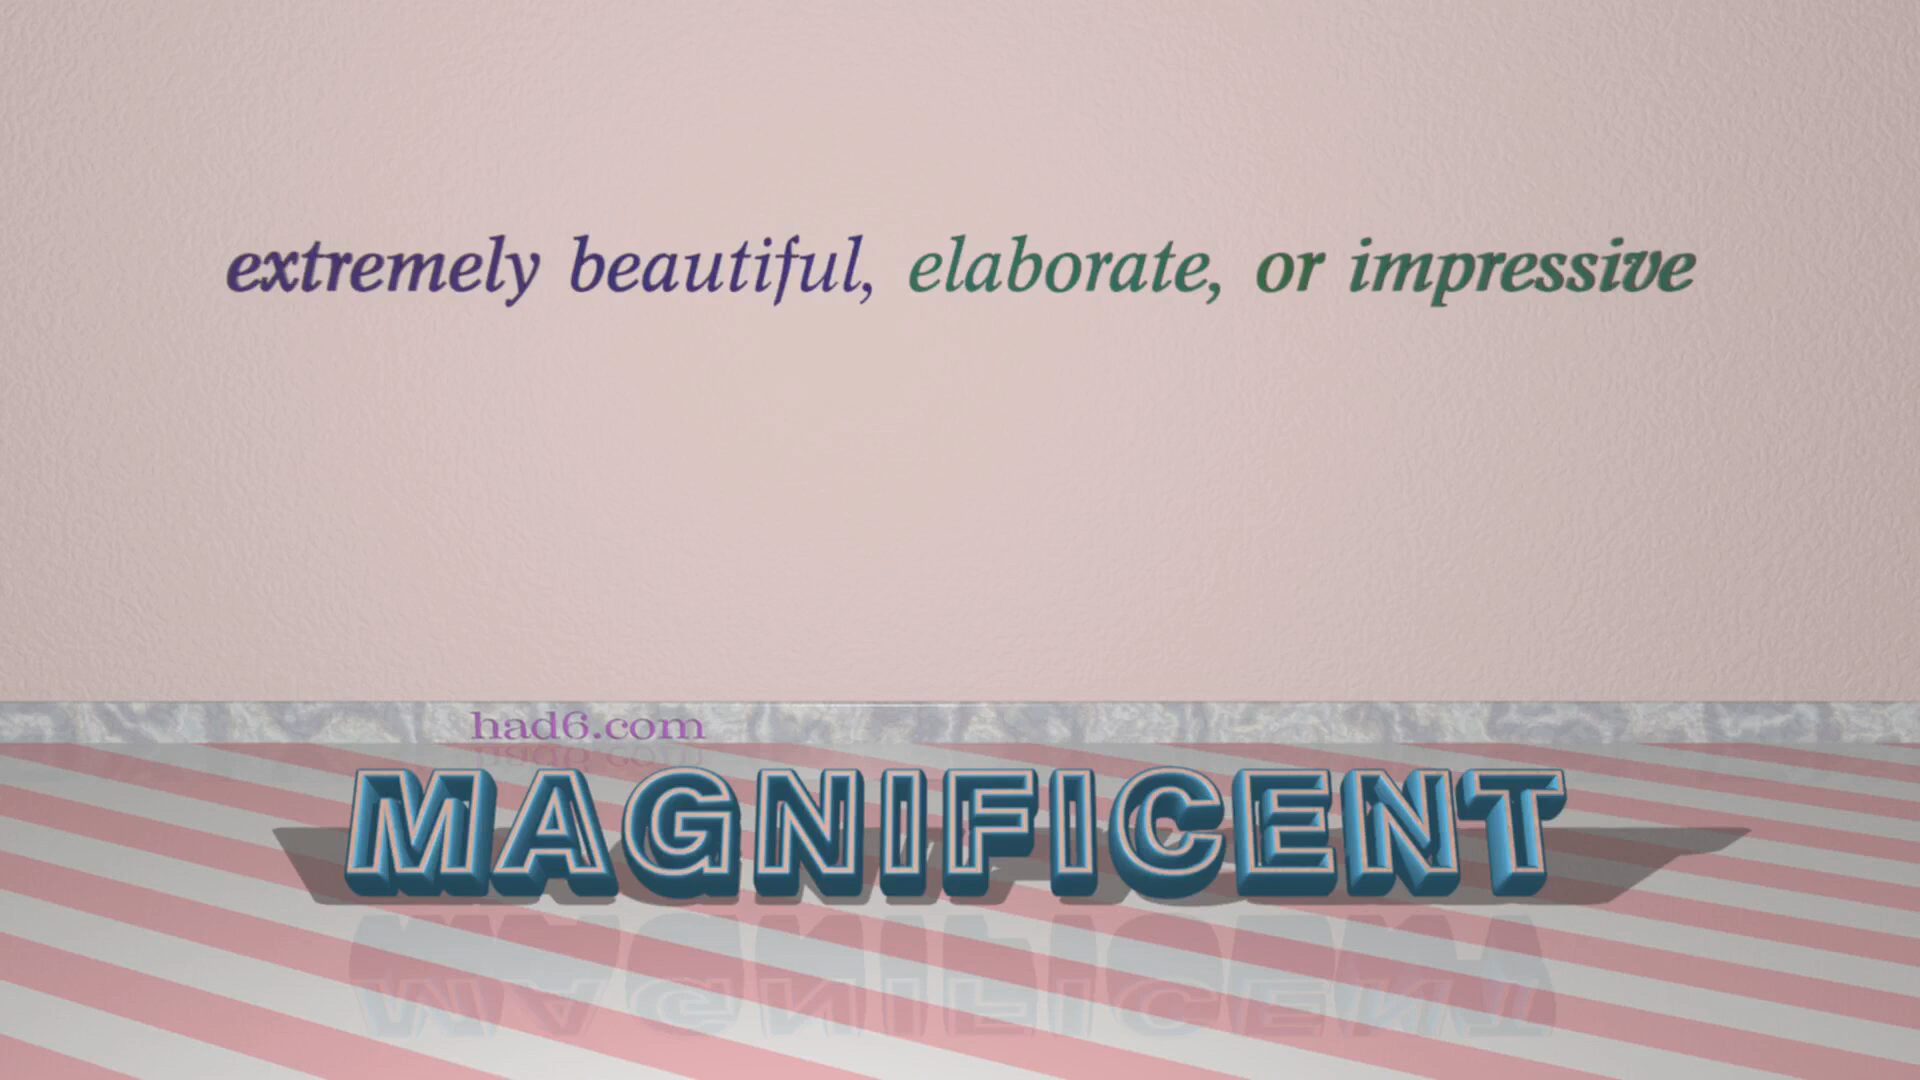 extremely beautiful, elaborate, or impressive
had6.com
MAGNIFICENT